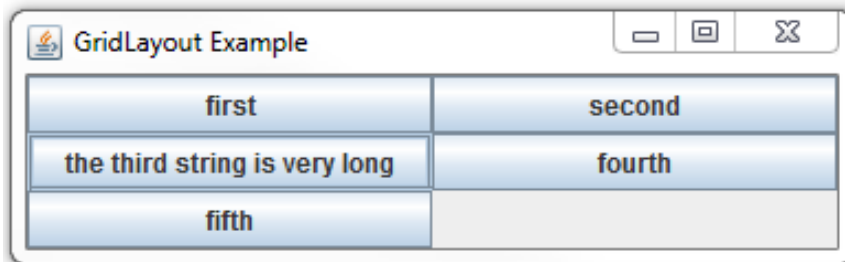 GridLayout Example
first second
the third string is very long fourth
fifth